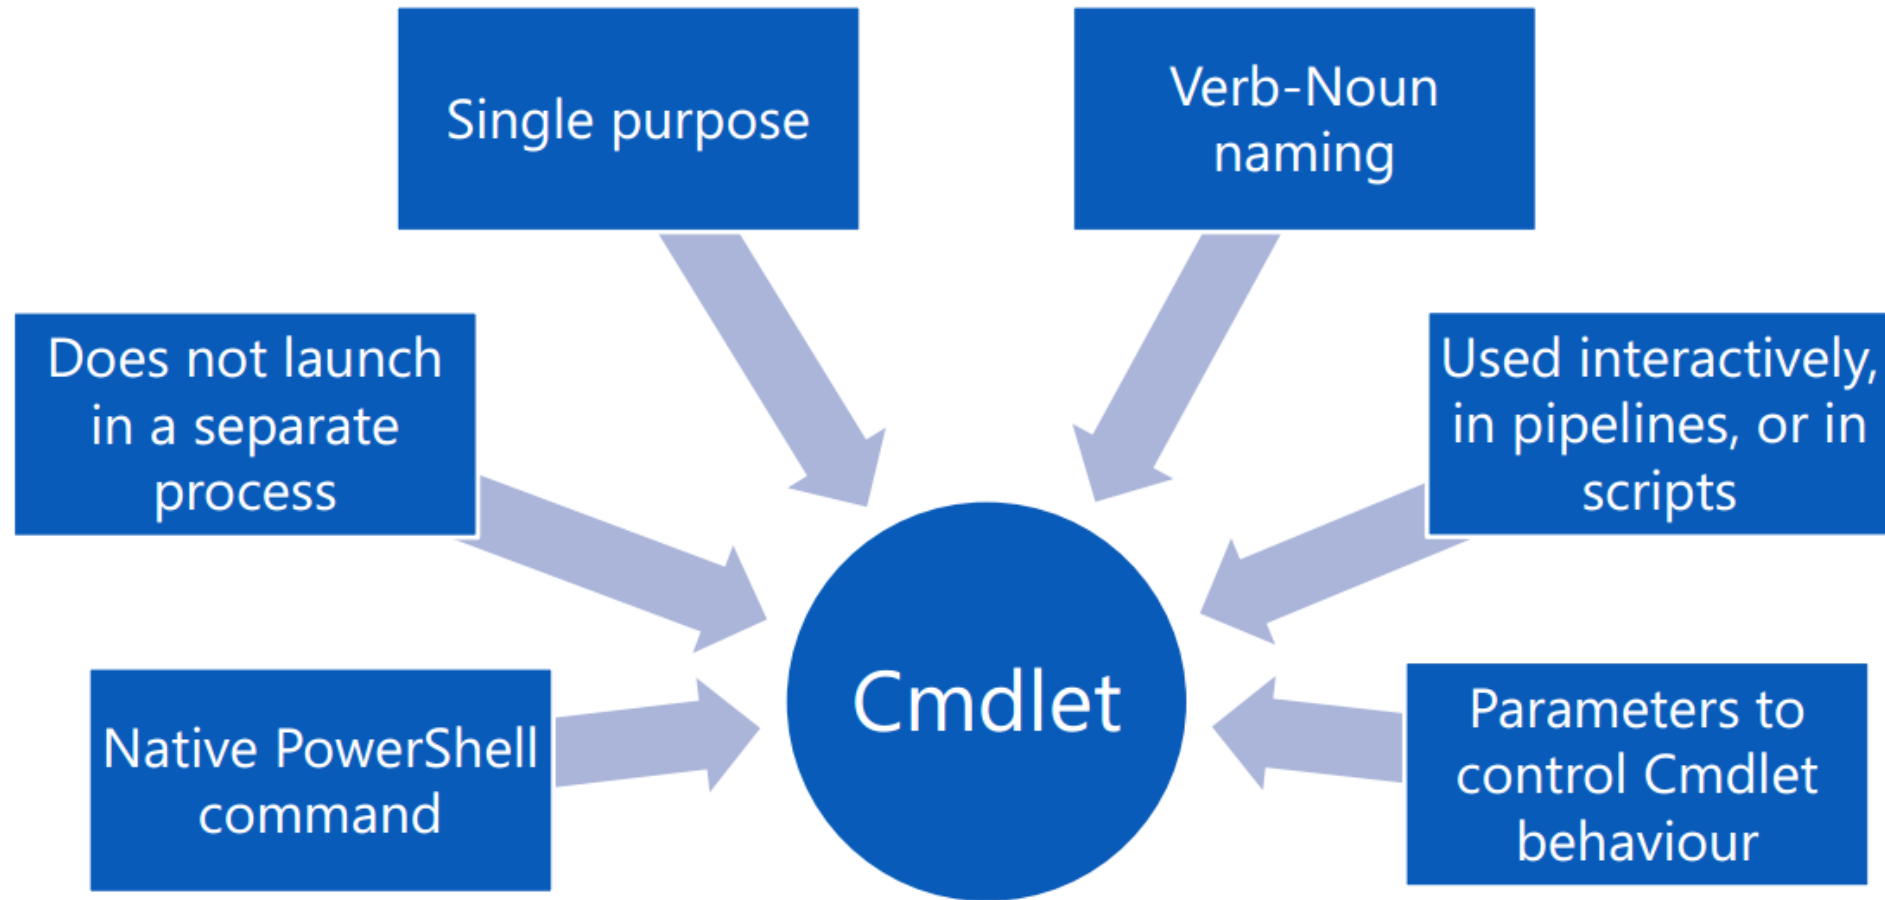 Single purpose
Verb-Noun
naming
Does not launch
in a separate
process
Used interactively,
in pipelines, or in
scripts
Native PowerShell
command
Cmdlet
Parameters to
control Cmdlet
behaviour